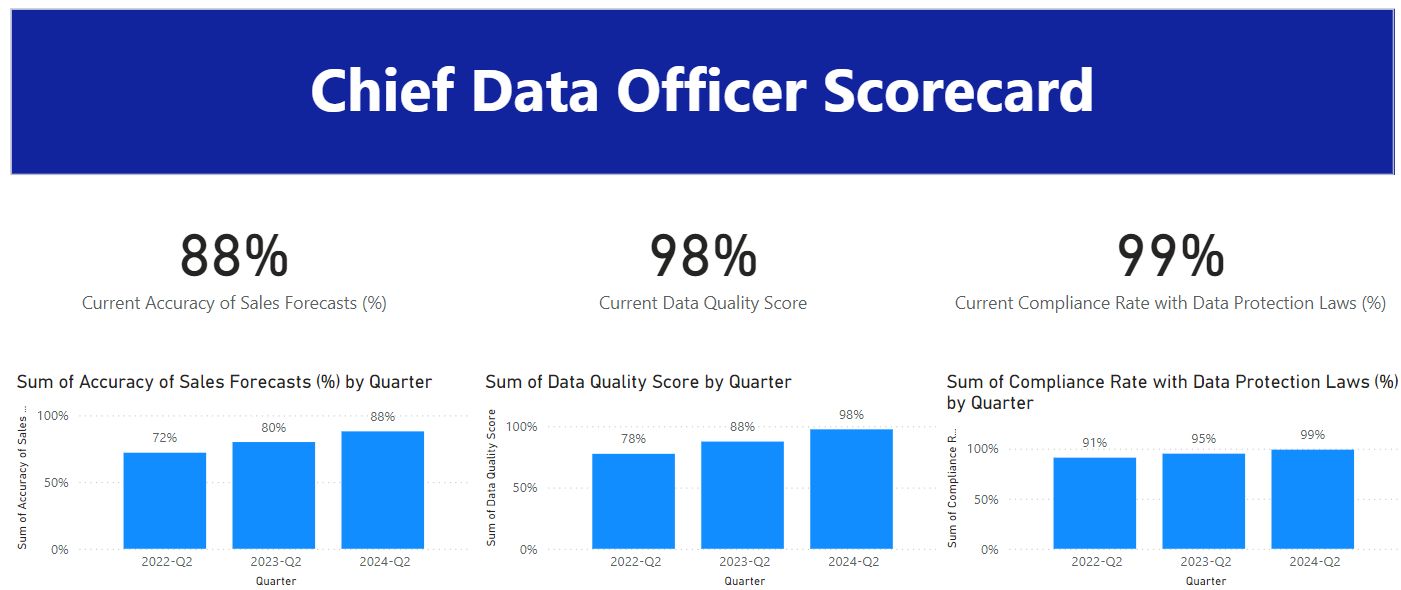 Chief Data Officer Scorecard
88%
Current Accuracy of Sales Forecasts (%)
98%
Current Data Quality Score
99%
Current Compliance Rate with Data Protection Laws (%)
Sum of Accuracy of Sales Forecasts (%) by Quarter
Sum of Accuracy of Sales ...
100%
50%
0%
72%
80%
88%
2022-Q2
2023-Q2
2024-Q2
Quarter
Sum of Data Quality Score by Quarter
Sum of Data Quality Score
100%
50%
0%
78%
88%
98%
2022-Q2
2023-Q2
2024-Q2
Quarter
Sum of Compliance Rate with Data Protection Laws (%)
by Quarter
Sum of Compliance R...
100%
50%
0%
91%
95%
99%
2022-Q2
2023-Q2
2024-Q2
Quarter